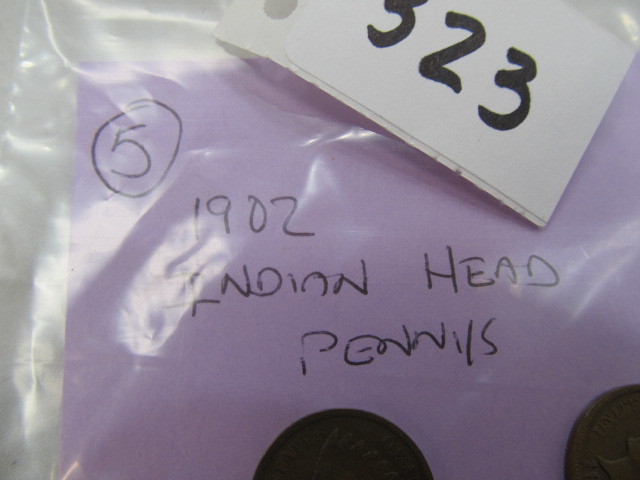 323
5
1902
INDIAN HEAD
PENNYS